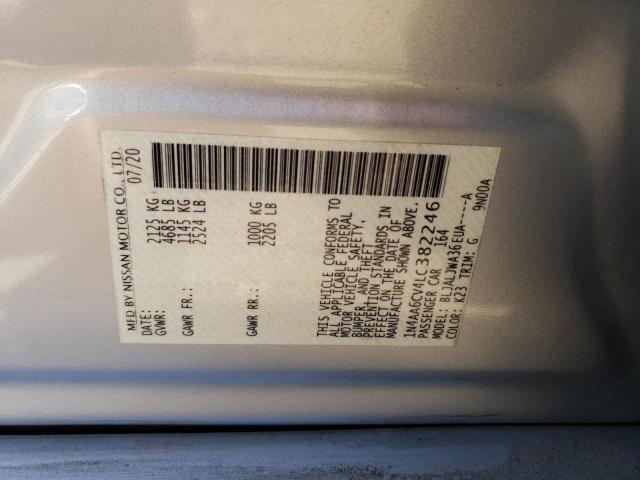 MFD BY NISSAN MOTOR CO., LTD.
DATE: 07/20
GVWR: 2125 KG
4685 LB
GAWR FR: 1145 KG
2524 LB
GAWR RR: 1000 KG
2205 LB
THIS VEHICLE CONFORMS TO
ALL APPLICABLE FEDERAL
MOTOR VEHICLE SAFETY,
BUMPER, AND THEFT
PREVENTION STANDARDS IN
EFFECT ON THE DATE OF
MANUFACTURE SHOWN ABOVE.
1N4AA6CV4LC382246
PASSENGER CAR 164
MODEL: BLJALJWA36EUA----A
COLOR: K23 TRIM: G 9N00A